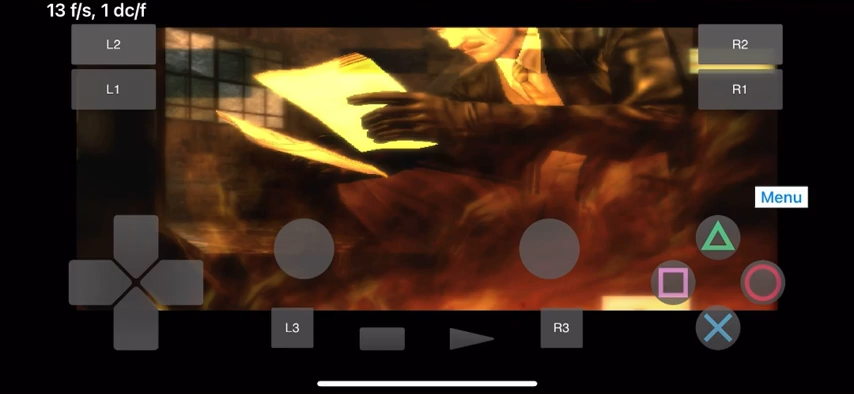 13 f/s, 1 dc/f
L2
R2
L1
R1
Menu
L3
R3